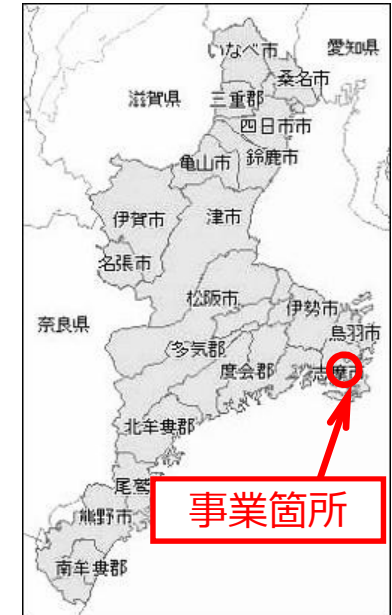 いなべ市
愛知県
桑名市
滋賀県
三重郡
四日市市
亀山市
鈴鹿市
伊賀市
津市
名張市
松阪市
伊勢市
鳥羽市
奈良県
多気郡
度会郡
志摩市
北牟婁郡
尾鷲
事業箇所
熊野市
南牟婁郡